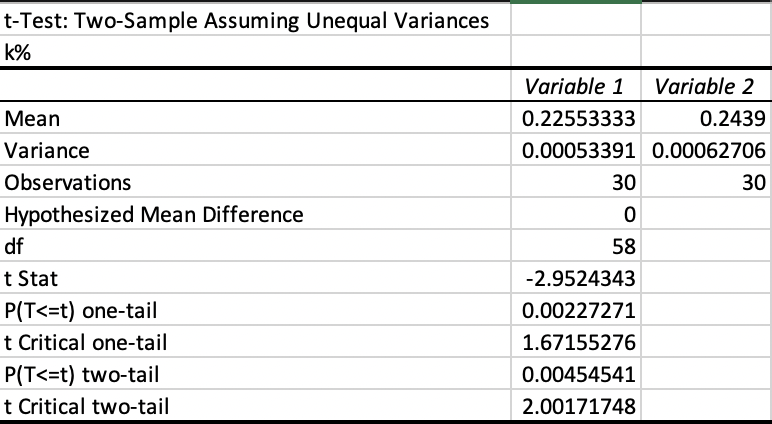 t-Test: Two-Sample Assuming Unequal Variances
k%
Variable 1 Variable 2
Mean 0.22553333 0.2439
Variance 0.00053391 0.00062706
Observations 30 30
Hypothesized Mean Difference 0
df 58
t Stat -2.9524343
P(T<=t) one-tail 0.00227271
t Critical one-tail 1.67155276
P(T<=t) two-tail 0.00454541
t Critical two-tail 2.00171748